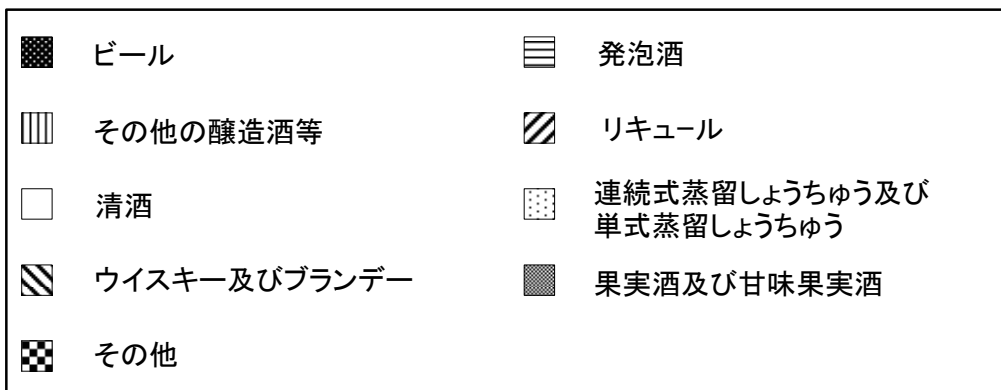 ビール
発泡酒
その他の醸造酒等
リキュール
清酒
連続式蒸留しょうちゅう及び
単式蒸留しょうちゅう
ウイスキー及びブランデー
果実酒及び甘味果実酒
その他